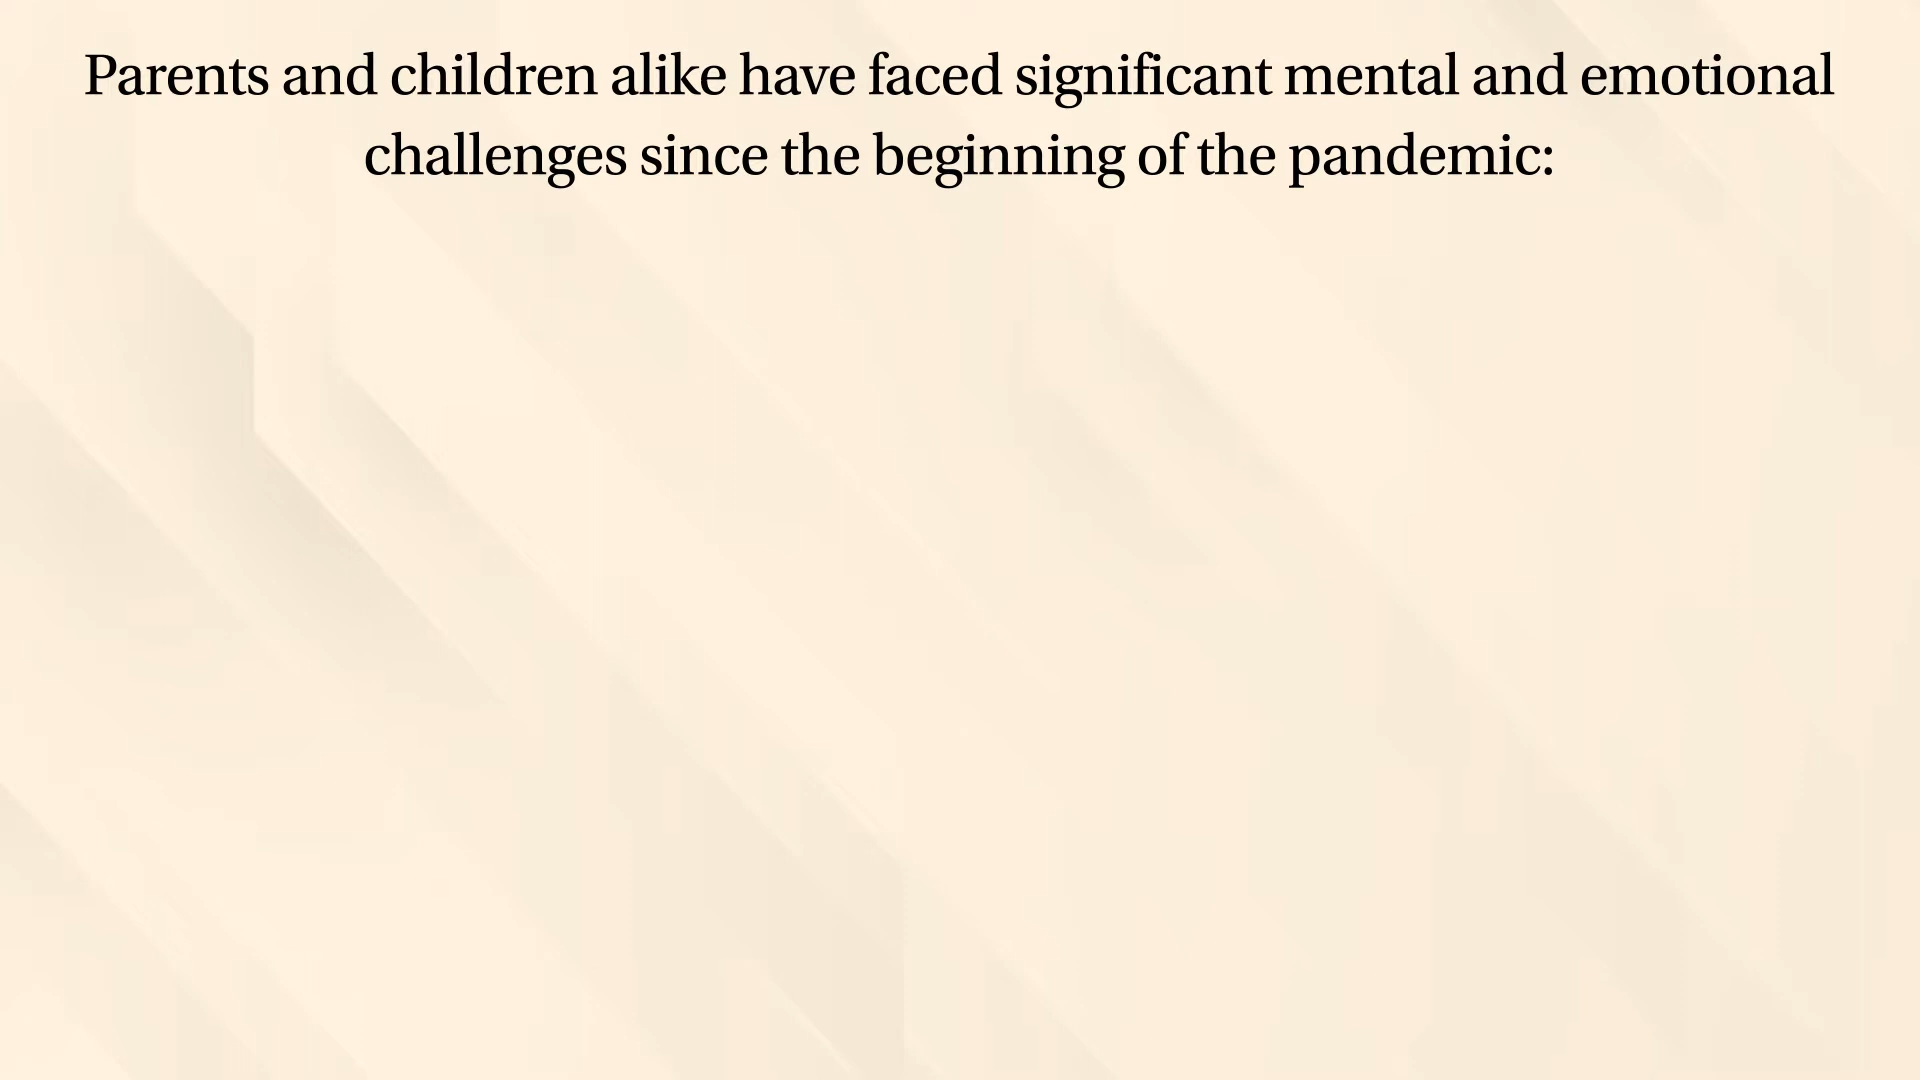 Parents and children alike have faced significant mental and emotional
challenges since the beginning of the pandemic: